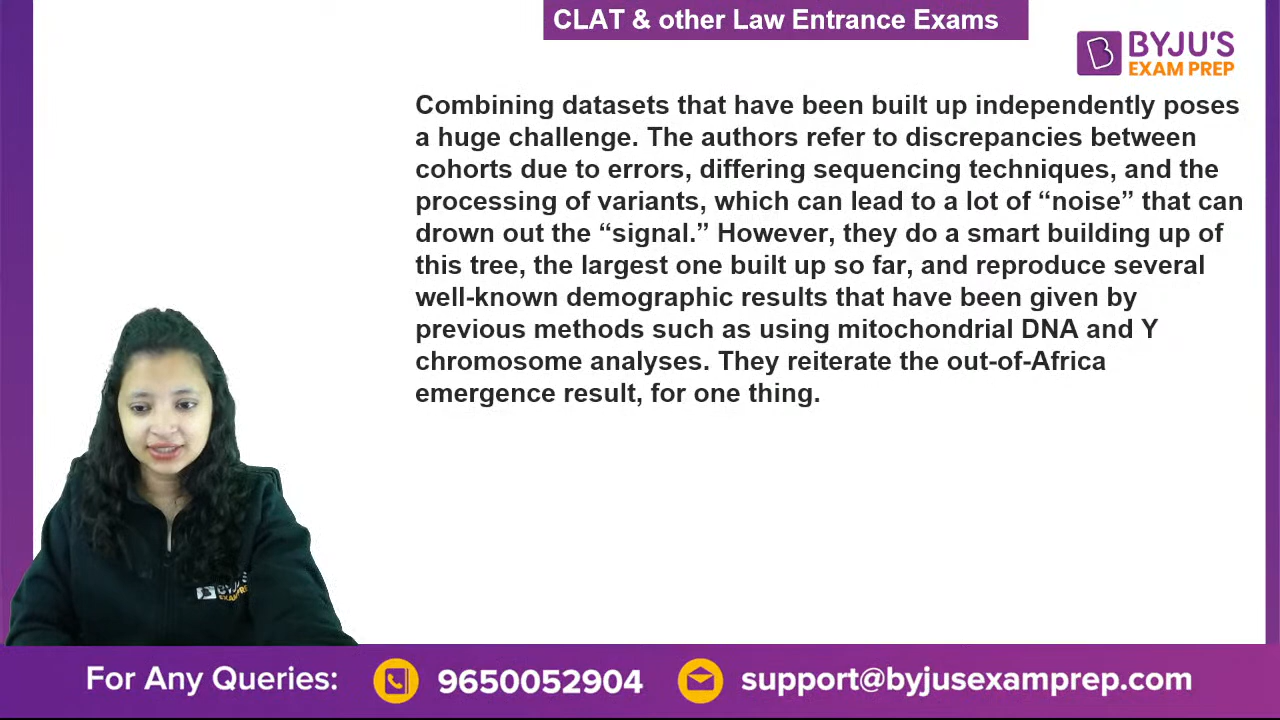 CLAT & other Law Entrance Exams
BYJU'S
EXAM PREP
Combining datasets that have been built up independently poses
a huge challenge. The authors refer to discrepancies between
cohorts due to errors, differing sequencing techniques, and the
processing of variants, which can lead to a lot of “noise” that can
drown out the “signal.” However, they do a smart building up of
this tree, the largest one built up so far, and reproduce several
well-known demographic results that have been given by
previous methods such as using mitochondrial DNA and Y
chromosome analyses. They reiterate the out-of-Africa
emergence result, for one thing.
For Any Queries:
9650052904
support@byjusexamprep.com